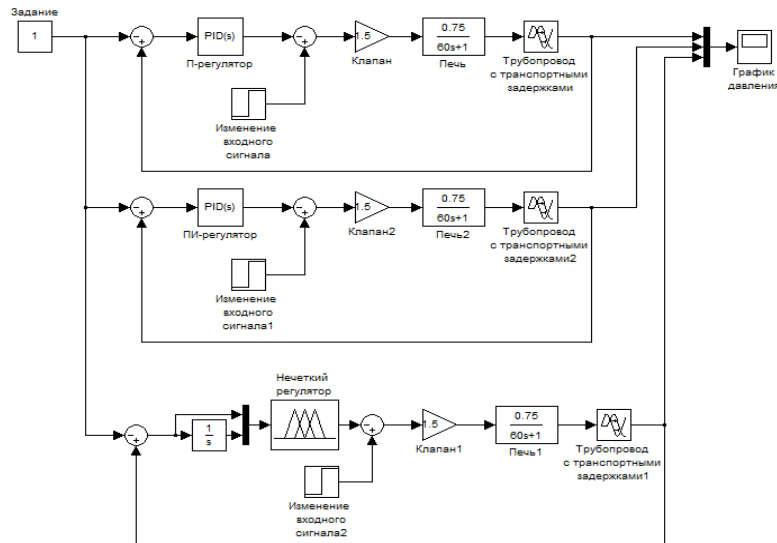 Задание
1
PID(s)
П-регулятор
1.5
Клапан
0.75
60s+1
Печь
Трубопровод
с транспортными
задержками
График
давления
Изменение
входного
сигнала
PID(s)
ПИ-регулятор
1.5
Клапан2
0.75
60s+1
Печь2
Трубопровод
с транспортными
задержками2
Изменение
входного
сигнала1
Нечеткий
регулятор
1
s
1.5
Клапан1
0.75
60s+1
Печь1
Трубопровод
с транспортными
задержками1
Изменение
входного
сигнала2